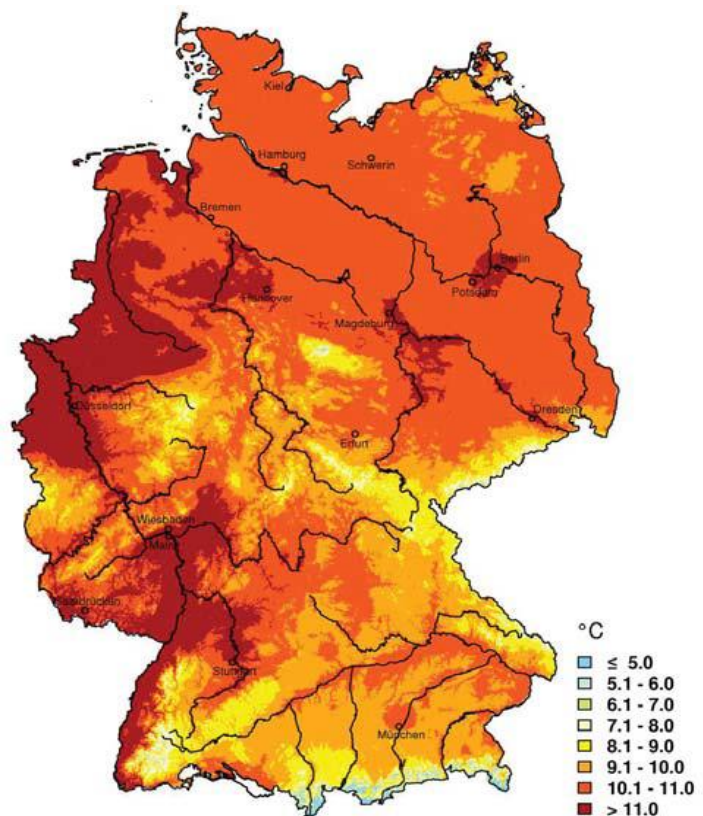 Kiel
Hamburg
Schwerin
Bremen
Berlin
Hannover
Potsdam
Magdeburg
Düsseldorf
Dresden
Erfurt
Wiesbaden
Mainz
Saarbrücken
Stuttgart
München
°C
≤ 5.0
5.1 - 6.0
6.1 - 7.0
7.1 - 8.0
8.1 - 9.0
9.1 - 10.0
10.1 - 11.0
> 11.0